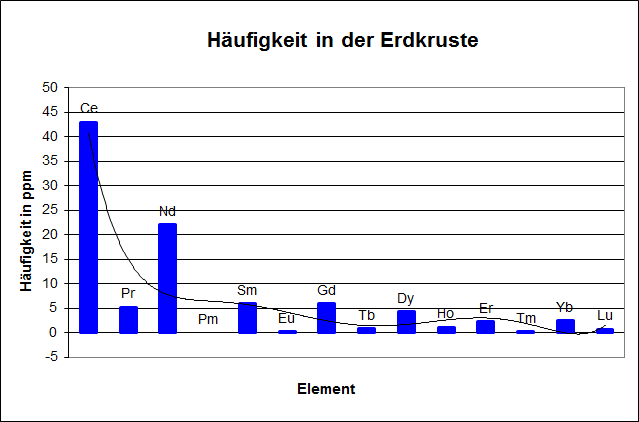 Häufigkeit in der Erdkruste
Häufigkeit in ppm
50
45
40
35
30
25
20
15
10
5
0
-5
Ce
Pr
Nd
Pm
Sm
Eu
Gd
Tb
Dy
Ho
Er
Tm
Yb
Lu
Element